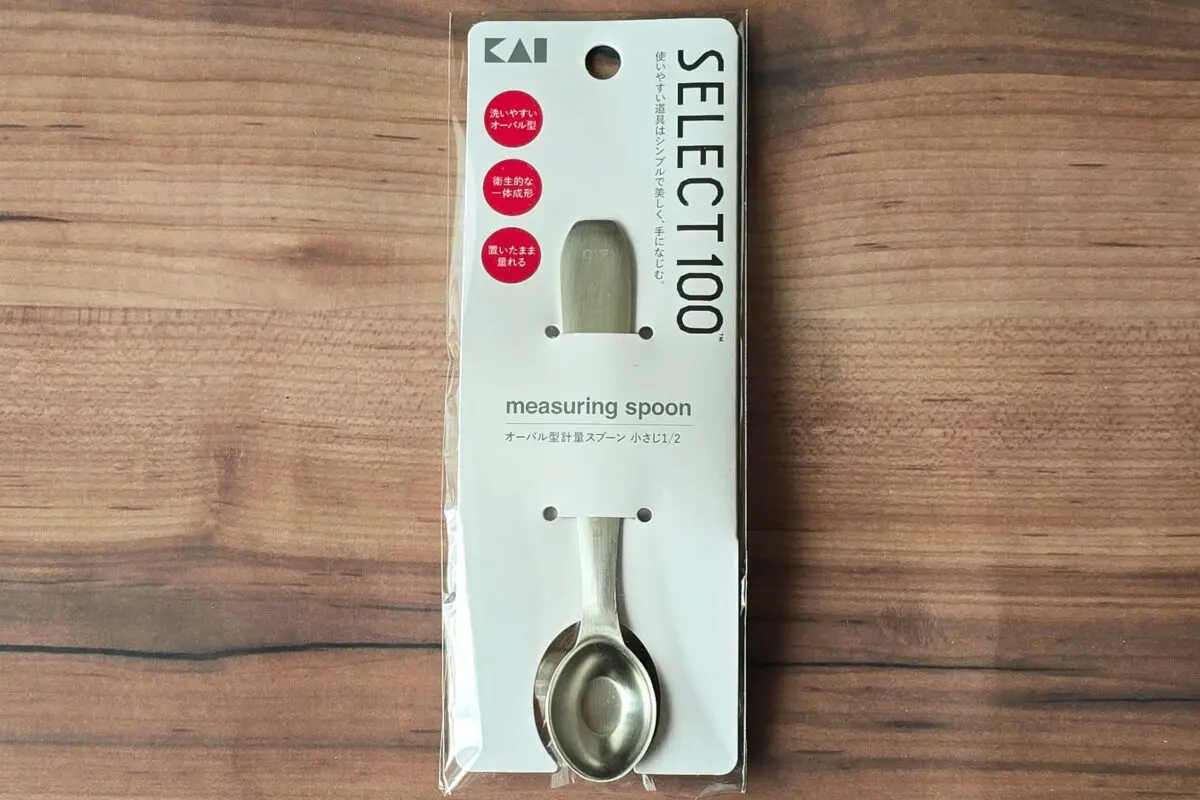 KAI
洗いやすい
オーバル型
衛生的な
一体成形
置いたまま
量れる
SELECT 100™
使いやすい道具はシンプルで美しく、手になじむ。
measuring spoon
オーバル型計量スプーン 小さじ1/2